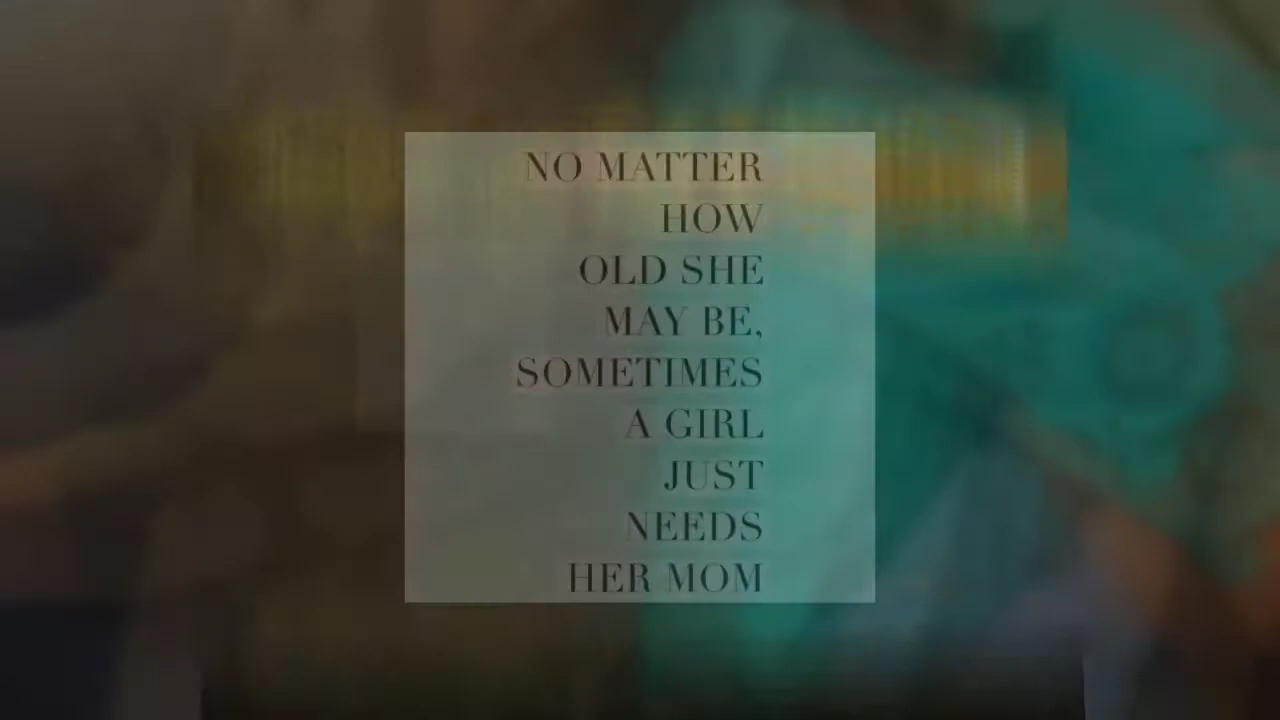 NO MATTER
HOW
OLD SHE
MAY BE,
SOMETIMES
A GIRL
JUST
NEEDS
HER MOM